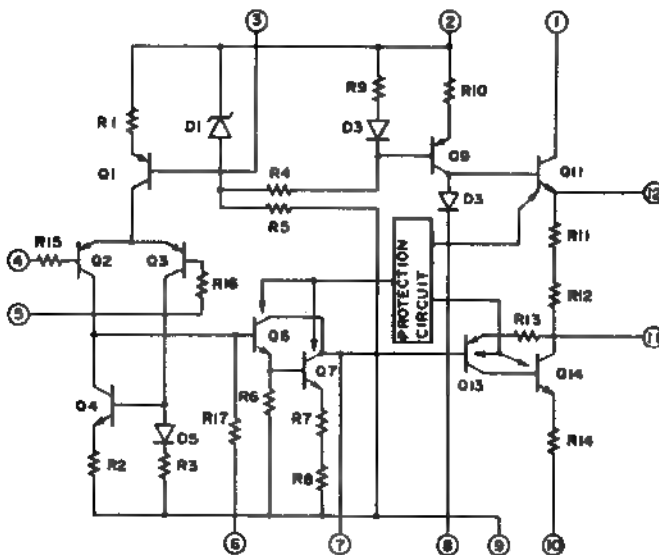 3 2 1
R9
R10
R1
D1
D3
Q9
Q1
R4
Q11
D3
12
R5
4
R15
R11
Q2
Q3
R16
PROTECTION
CIRCUIT
R12
5
R13
11
Q6
Q7
Q13
Q14
Q4
R6
R17
R7
D5
R14
R2
R3
R8
6 7 8 9 10